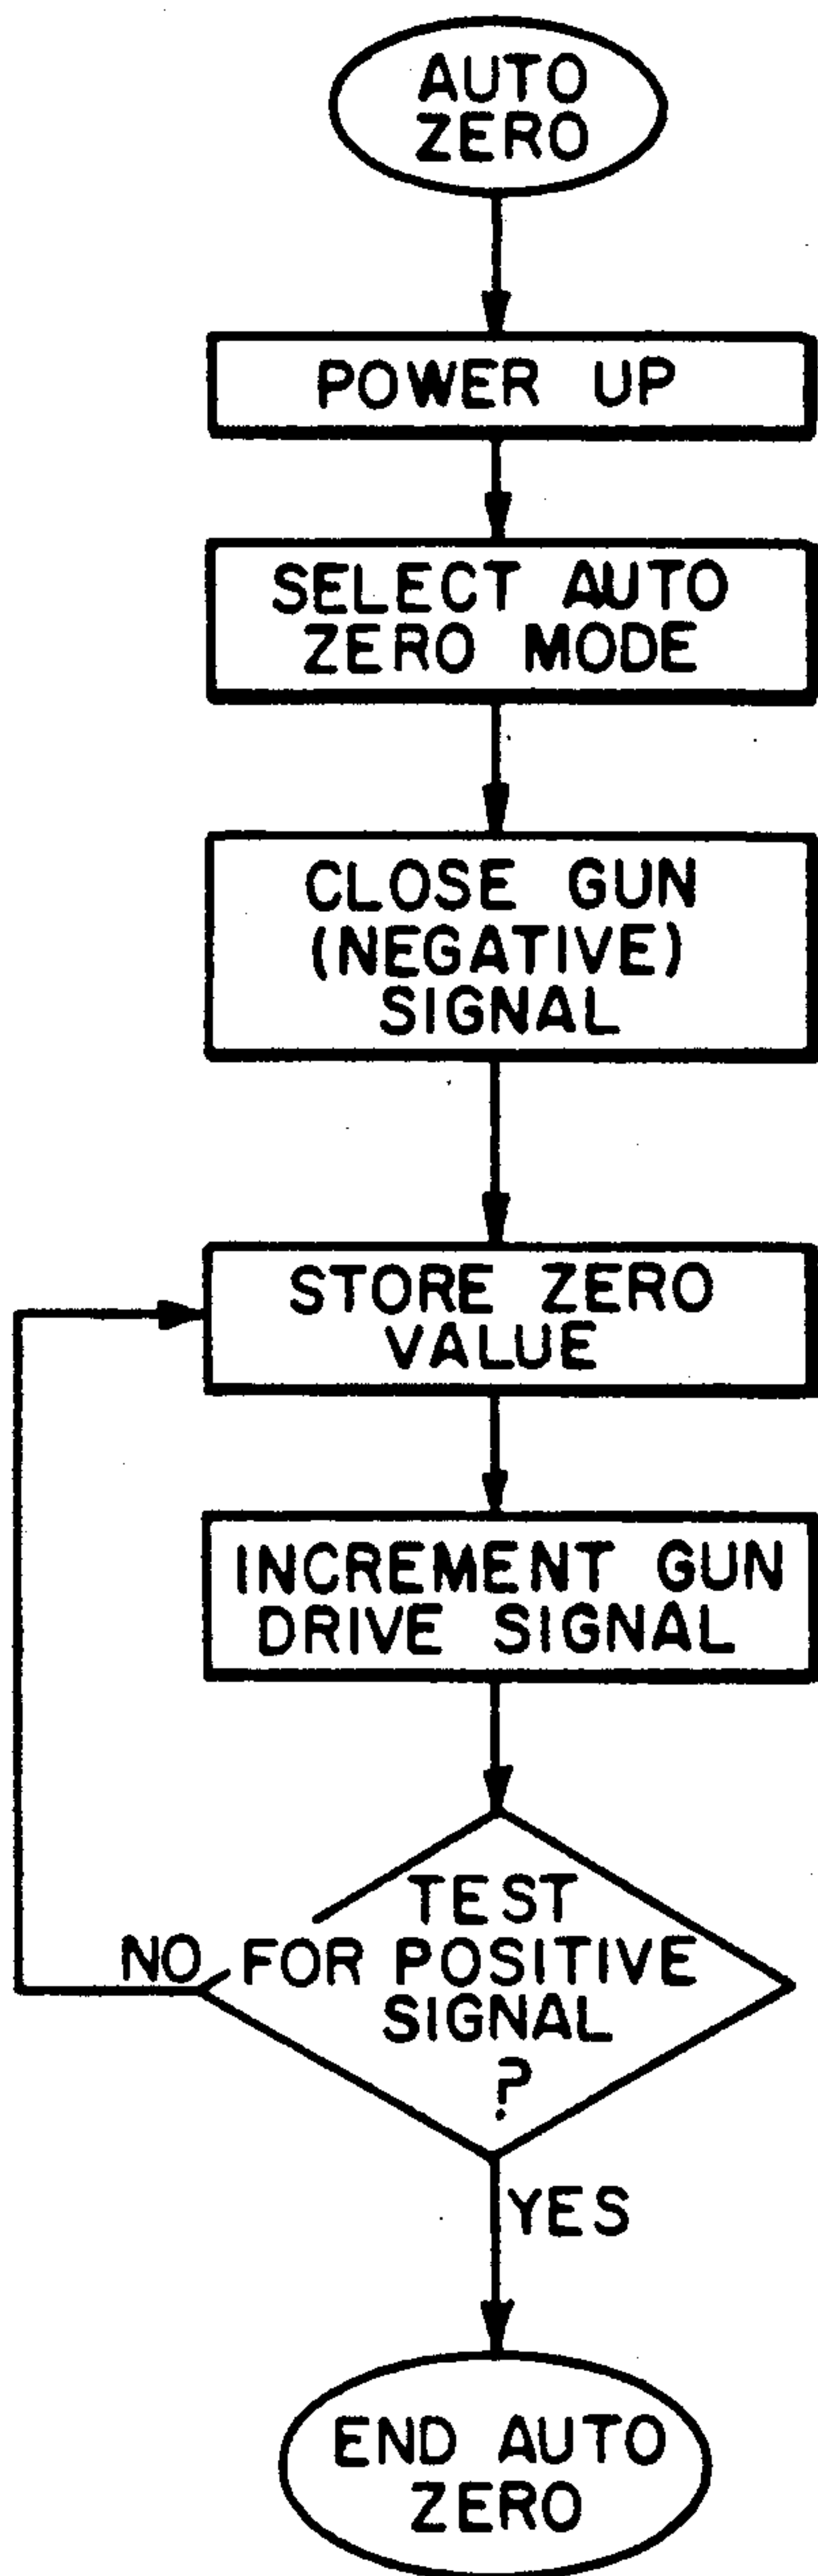 AUTO
ZERO
POWER UP
SELECT AUTO
ZERO MODE
CLOSE GUN
(NEGATIVE)
SIGNAL
STORE ZERO
VALUE
INCREMENT GUN
DRIVE SIGNAL
TEST
NO FOR POSITIVE
SIGNAL
?
YES
END AUTO
ZERO